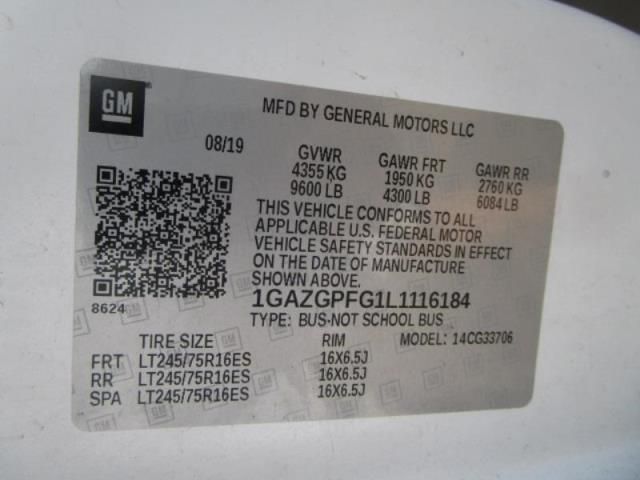 GM
MFD BY GENERAL MOTORS LLC
08/19
GVWR GAWR FRT GAWR RR
4355 KG 1950 KG 2760 KG
9600 LB 4300 LB 6084 LB
THIS VEHICLE CONFORMS TO ALL
APPLICABLE U.S. FEDERAL MOTOR
VEHICLE SAFETY STANDARDS IN EFFECT
ON THE DATE OF MANUFACTURE
SHOWN ABOVE.
8624
1GAZGPFG1L1116184
TYPE: BUS-NOT SCHOOL BUS
TIRE SIZE RIM MODEL: 14CG33706
FRT LT245/75R16ES 16X6.5J
RR LT245/75R16ES 16X6.5J
SPA LT245/75R16ES 16X6.5J